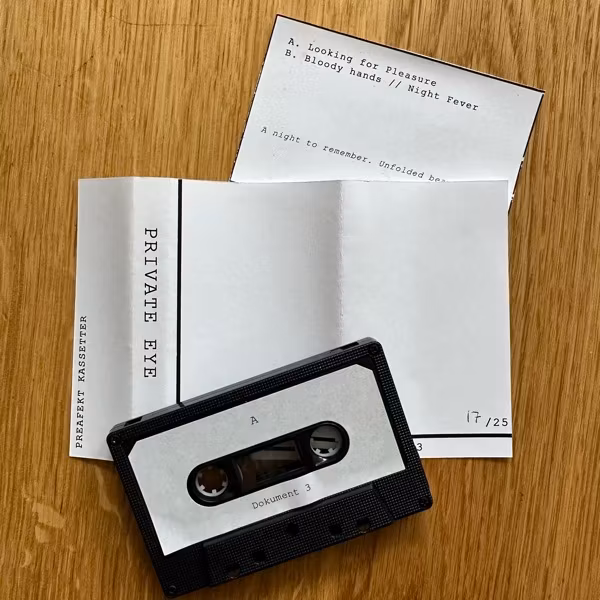 A. Looking for Pleasure
B. Bloody hands // Night Fever
A night to remember. Unfolded
PRIVATE EYE
PREAFEKT KASSETTER
17/25
3
A
Dokument 3